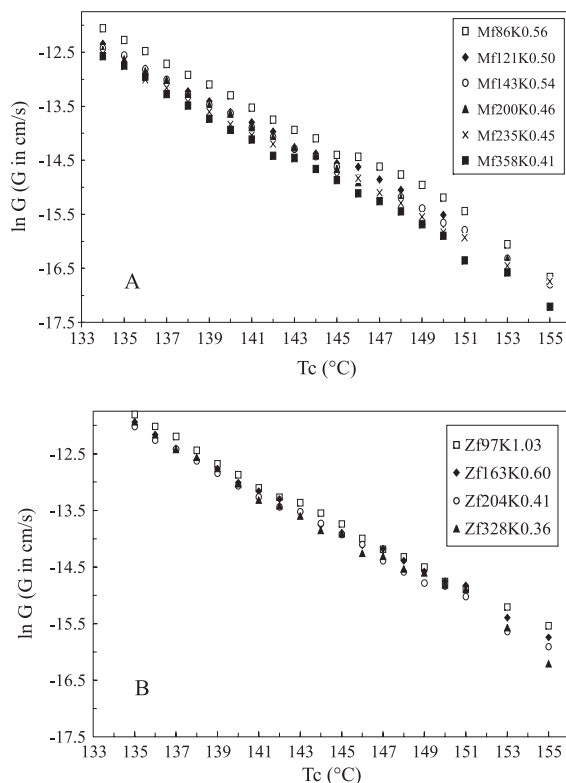 -12.5
-13.5
-14.5
-15.5
-16.5
-17.5
ln G (G in cm/s)
Mf86K0.56
Mf121K0.50
Mf143K0.54
Mf200K0.46
Mf235K0.45
Mf358K0.41
A
133 135 137 139 141 143 145 147 149 151 153 155
Tc (°C)
-12.5
-13.5
-14.5
-15.5
-16.5
-17.5
ln G (G in cm/s)
Zf97K1.03
Zf163K0.60
Zf204K0.41
Zf328K0.36
B
133 135 137 139 141 143 145 147 149 151 153 155
Tc (°C)